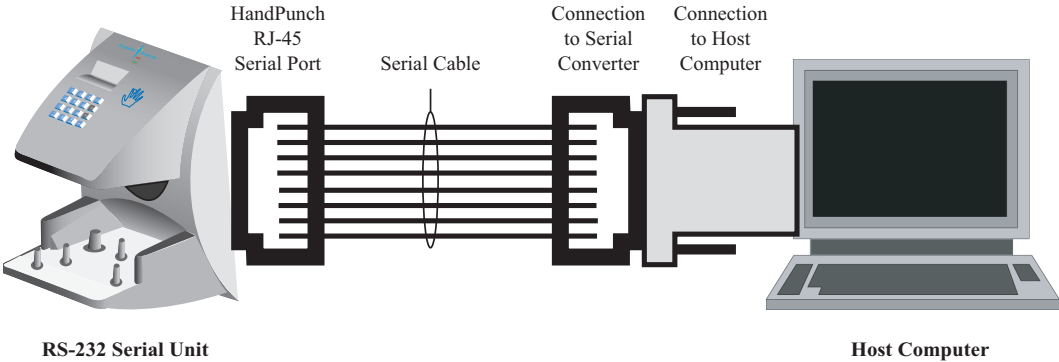 HandPunch
RJ-45
Serial Port
Serial Cable
Connection
to Serial
Converter
Connection
to Host
Computer
RS-232 Serial Unit
Host Computer